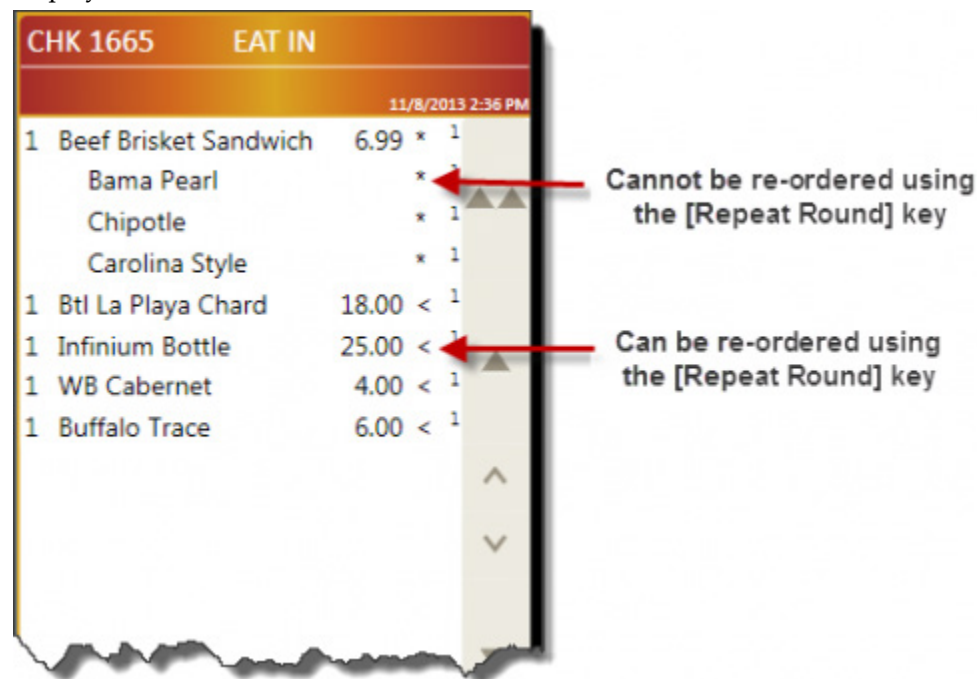 CHK 1665 EAT IN
11/8/2013 2:36 PM
1 Beef Brisket Sandwich 6.99 * 1
Bama Pearl *
Cannot be re-ordered using
the [Repeat Round] key
Chipotle * 1
Carolina Style * 1
1 Btl La Playa Chard 18.00 < 1
1 Infinium Bottle 25.00 <
Can be re-ordered using
the [Repeat Round] key
1 WB Cabernet 4.00 < 1
1 Buffalo Trace 6.00 < 1